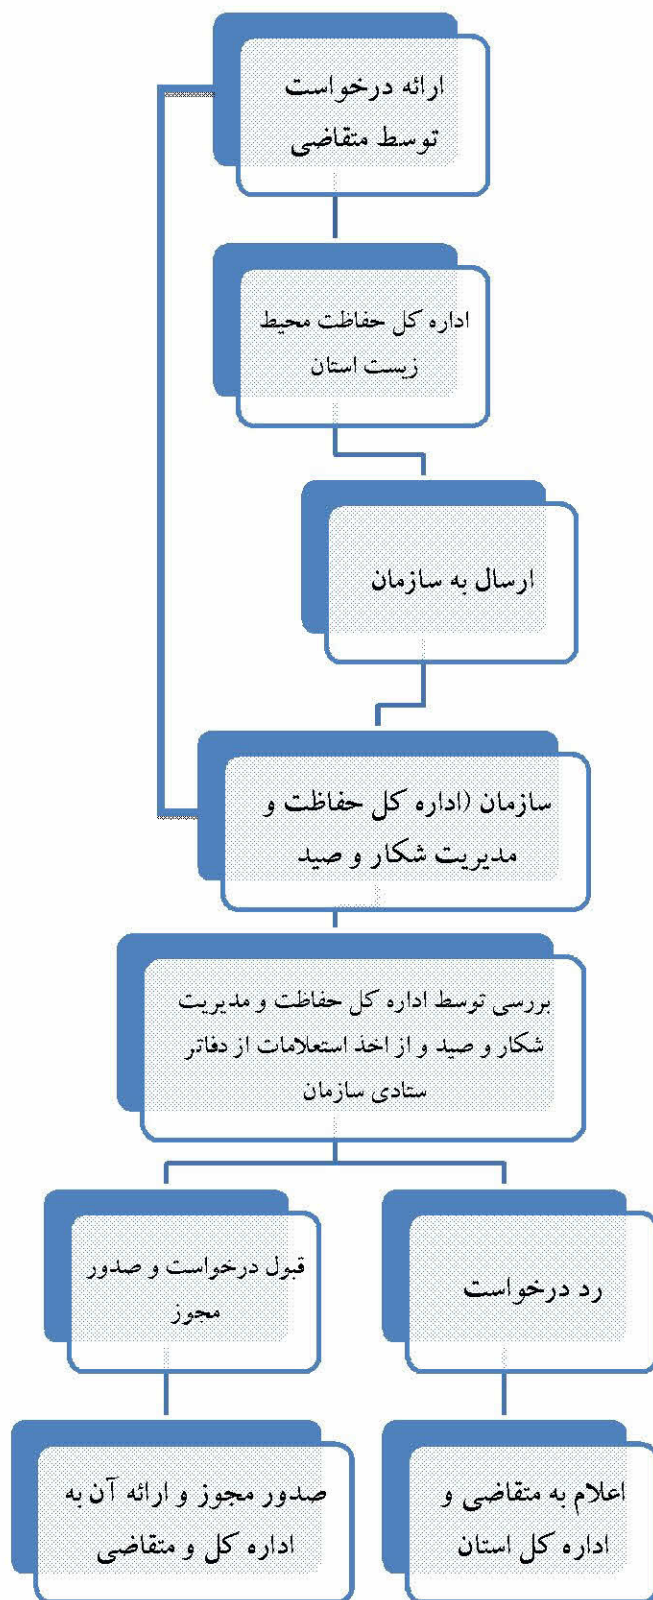 ارائه درخواست
توسط متقاضی
اداره کل حفاظت محیط
زیست استان
ارسال به سازمان
سازمان (اداره کل حفاظت و
مدیریت شکار و صید
بررسی توسط اداره کل حفاظت و مدیریت
شکار و صید و از اخذ استعلامات از دفاتر
ستادی سازمان
رد درخواست
قبول درخواست و صدور
مجوز
اعلام به متقاضی و
اداره کل استان
صدور مجوز و ارائه آن به
اداره کل و متقاضی